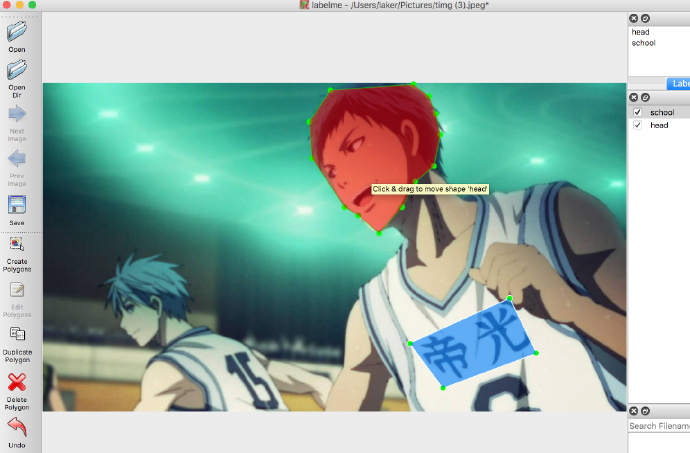 labelme - /Users/laker/Pictures/timg (3).jpeg*
Open
Open
Dir
Next
Image
Prev
Image
Save
Create
Polygons
Edit
Polygons
Duplicate
Polygon
Delete
Polygon
Undo
Click & drag to move shape 'head'
帝光
15
head
school
Labe
school
head
Search Filename